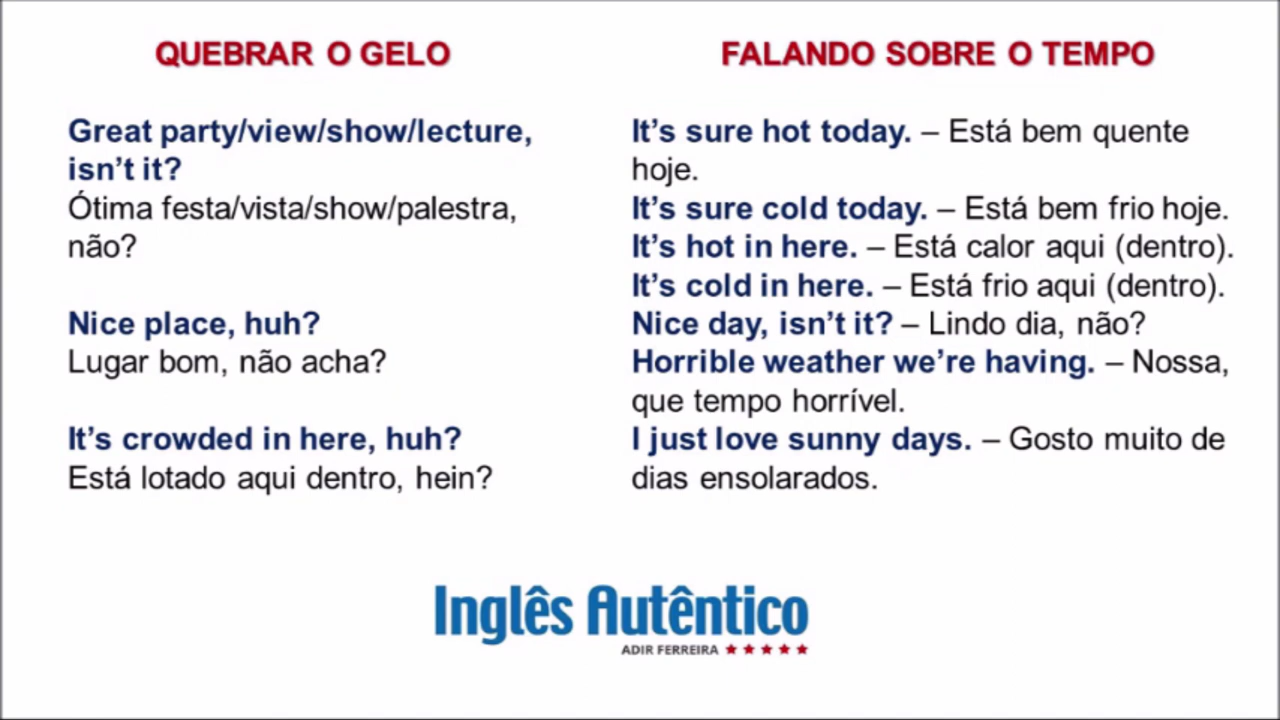 QUEBRAR O GELO
Great party/view/show/lecture,
isn't it?
Ótima festa/vista/show/palestra,
não?
Nice place, huh?
Lugar bom, não acha?
It's crowded in here, huh?
Está lotado aqui dentro, hein?
FALANDO SOBRE O TEMPO
It's sure hot today. – Está bem quente
hoje.
It's sure cold today. – Está bem frio hoje.
It's hot in here. – Está calor aqui (dentro).
It's cold in here. – Está frio aqui (dentro).
Nice day, isn't it? – Lindo dia, não?
Horrible weather we're having. – Nossa,
que tempo horrível.
I just love sunny days. – Gosto muito de
dias ensolarados.
Inglês Autêntico
ADIR FERREIRA ★★★★★